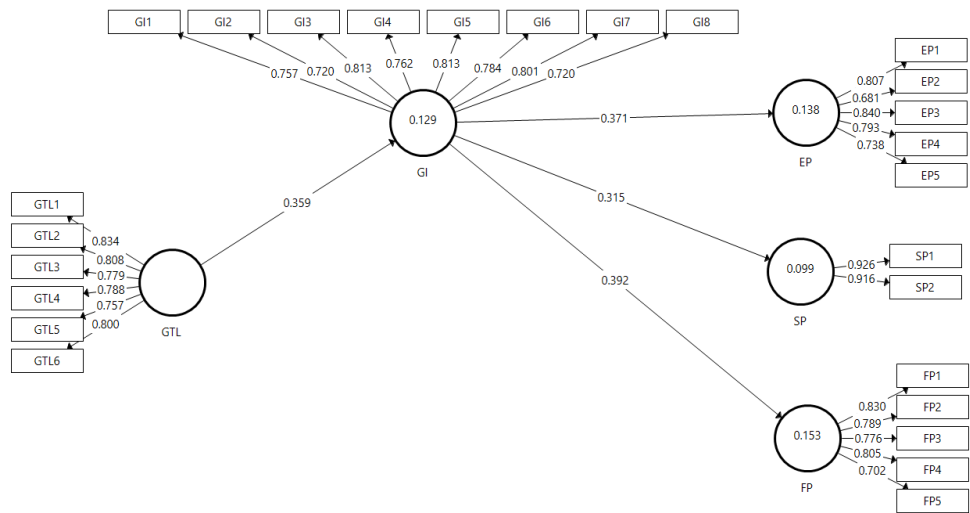 GI1 GI2 GI3 GI4 GI5 GI6 GI7 GI8
0.757 0.720 0.813 0.762 0.813 0.784 0.801 0.720
0.129
GI
0.371
0.315
0.392
0.359
GTL1
GTL2
GTL3
GTL4
GTL5
GTL6
0.834
0.808
0.779
0.788
0.757
0.800
GTL
EP1
EP2
EP3
EP4
EP5
0.807
0.681
0.840
0.793
0.738
0.138
EP
0.099
SP
0.926
0.916
SP1
SP2
0.153
FP
0.830
0.789
0.776
0.805
0.702
FP1
FP2
FP3
FP4
FP5